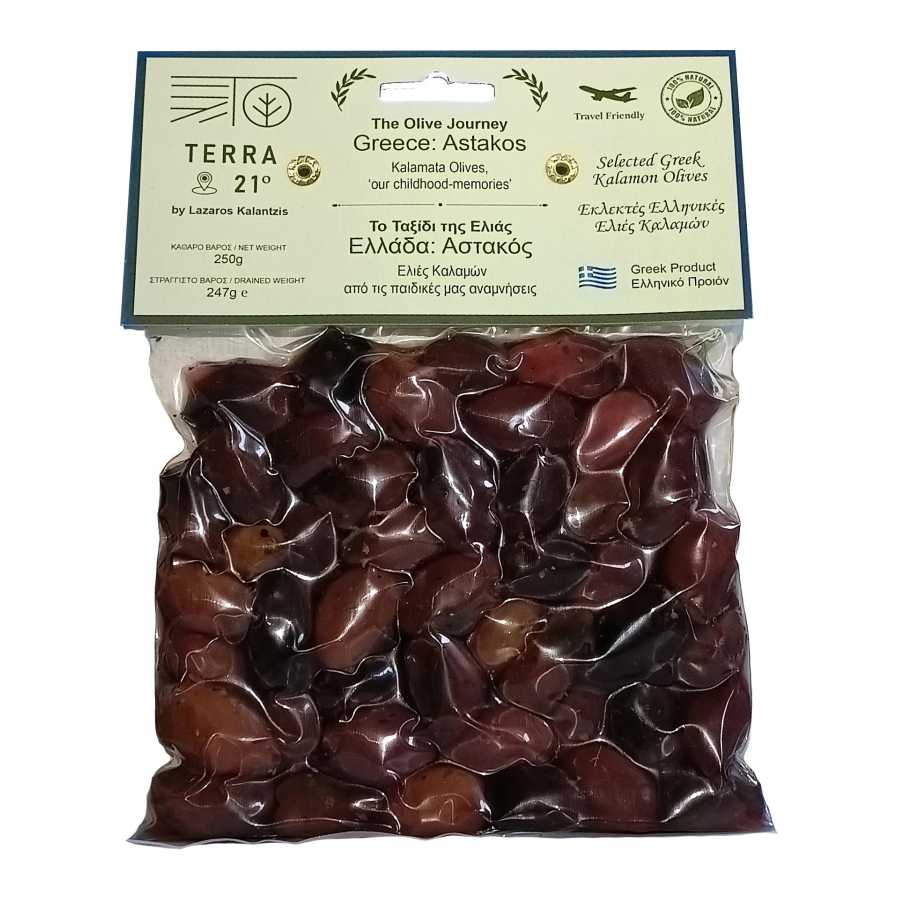 TERRA
21º
by Lazaros Kalantzis
ΚΑΘΑΡΟ ΒΑΡΟΣ / NET WEIGHT
250g
ΣΤΡΑΓΓΙΣΤΟ ΒΑΡΟΣ / DRAINED WEIGHT
247g e
The Olive Journey
Greece: Astakos
Kalamata Olives,
'our childhood-memories'
Το Ταξίδι της Ελιάς
Ελλάδα: Αστακός
Ελιές Καλαμών
από τις παιδικές μας αναμνήσεις
Travel Friendly
100% NATURAL
100% NATURAL
Selected Greek
Kalamon Olives
Εκλεκτές Ελληνικές
Ελιές Καλαμών
Greek Product
Ελληνικό Προιόν